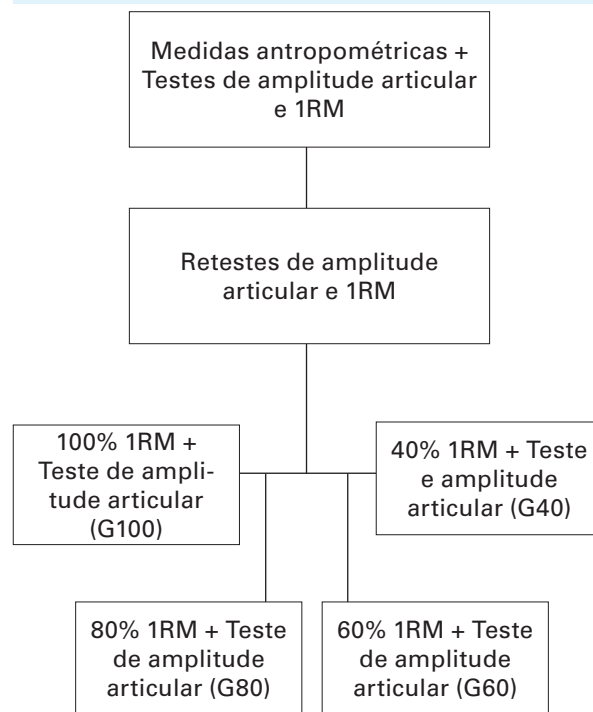 Medidas antropométricas +
Testes de amplitude articular
e 1RM
Retestes de amplitude
articular e 1RM
100% 1RM +
Teste de ampli-
tude articular
(G100)
40% 1RM + Teste
e amplitude
articular (G40)
80% 1RM + Teste
de amplitude
articular (G80)
60% 1RM + Teste
de amplitude
articular (G60)